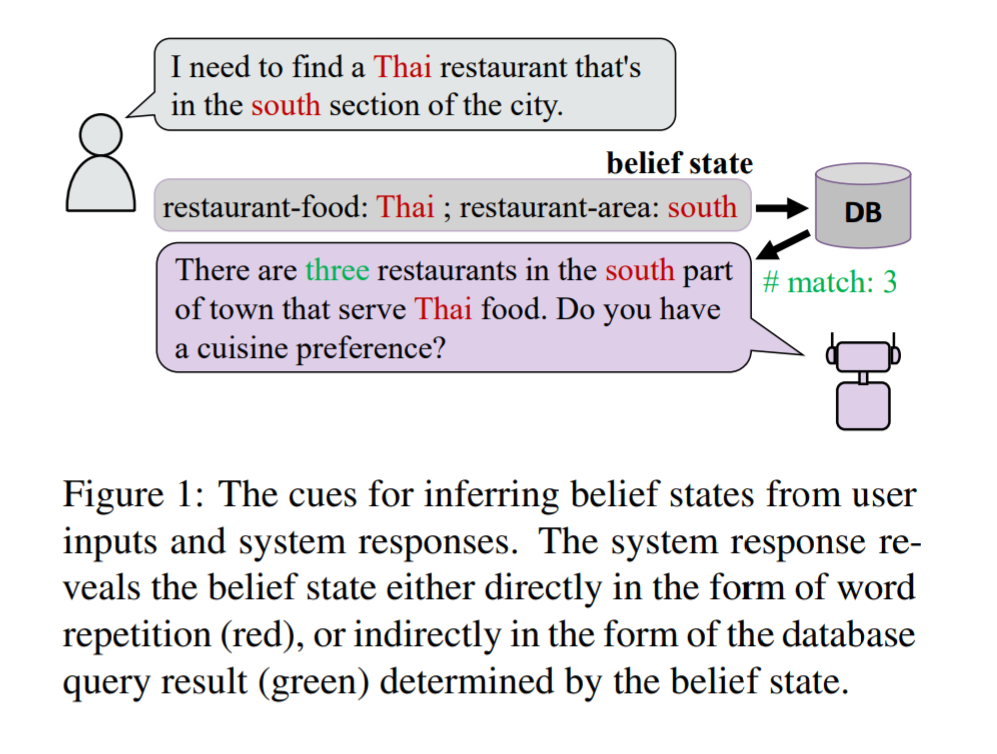 I need to find a Thai restaurant that's
in the south section of the city.
belief state
restaurant-food: Thai ; restaurant-area: south
DB
There are three restaurants in the south part
of town that serve Thai food. Do you have
a cuisine preference?
# match: 3
Figure 1: The cues for inferring belief states from user
inputs and system responses. The system response re-
veals the belief state either directly in the form of word
repetition (red), or indirectly in the form of the database
query result (green) determined by the belief state.